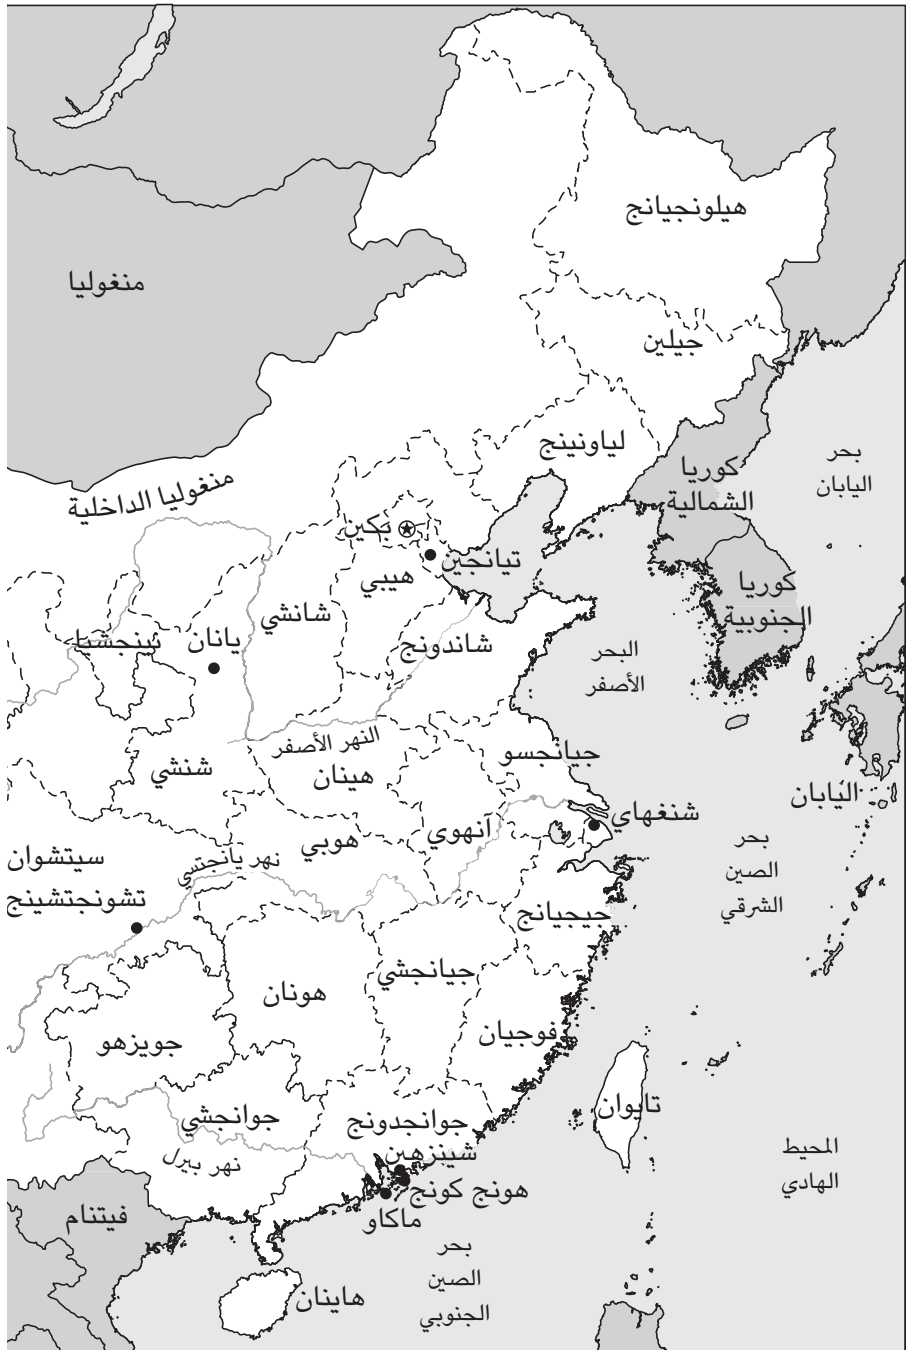 هيلونجيانج
منغوليا
جيلين
لياونينج
بحر
اليابان
كوريا
الشمالية
منغوليا الداخلية
بكين
تيانجين
هيبي
كوريا
الجنوبية
شانشي
شاندونج
يانان
نينجشيا
البحر
الأصفر
النهر الأصفر
جيانجسو
شنشي
هينان
اليابان
شنغهاي
آنهوي
هوبي
بحر
الصين
الشرقي
سيتشوان
نهر يانجتسي
تشونجتشينج
جيجيانج
جيانجشي
هونان
فوجيان
جويزهو
تايوان
جوانجشي
جوانجدونج
شينزهين
المحيط
الهادي
نهر بيرل
هونج كونج
ماكاو
فيتنام
بحر
الصين
الجنوبي
هاينان